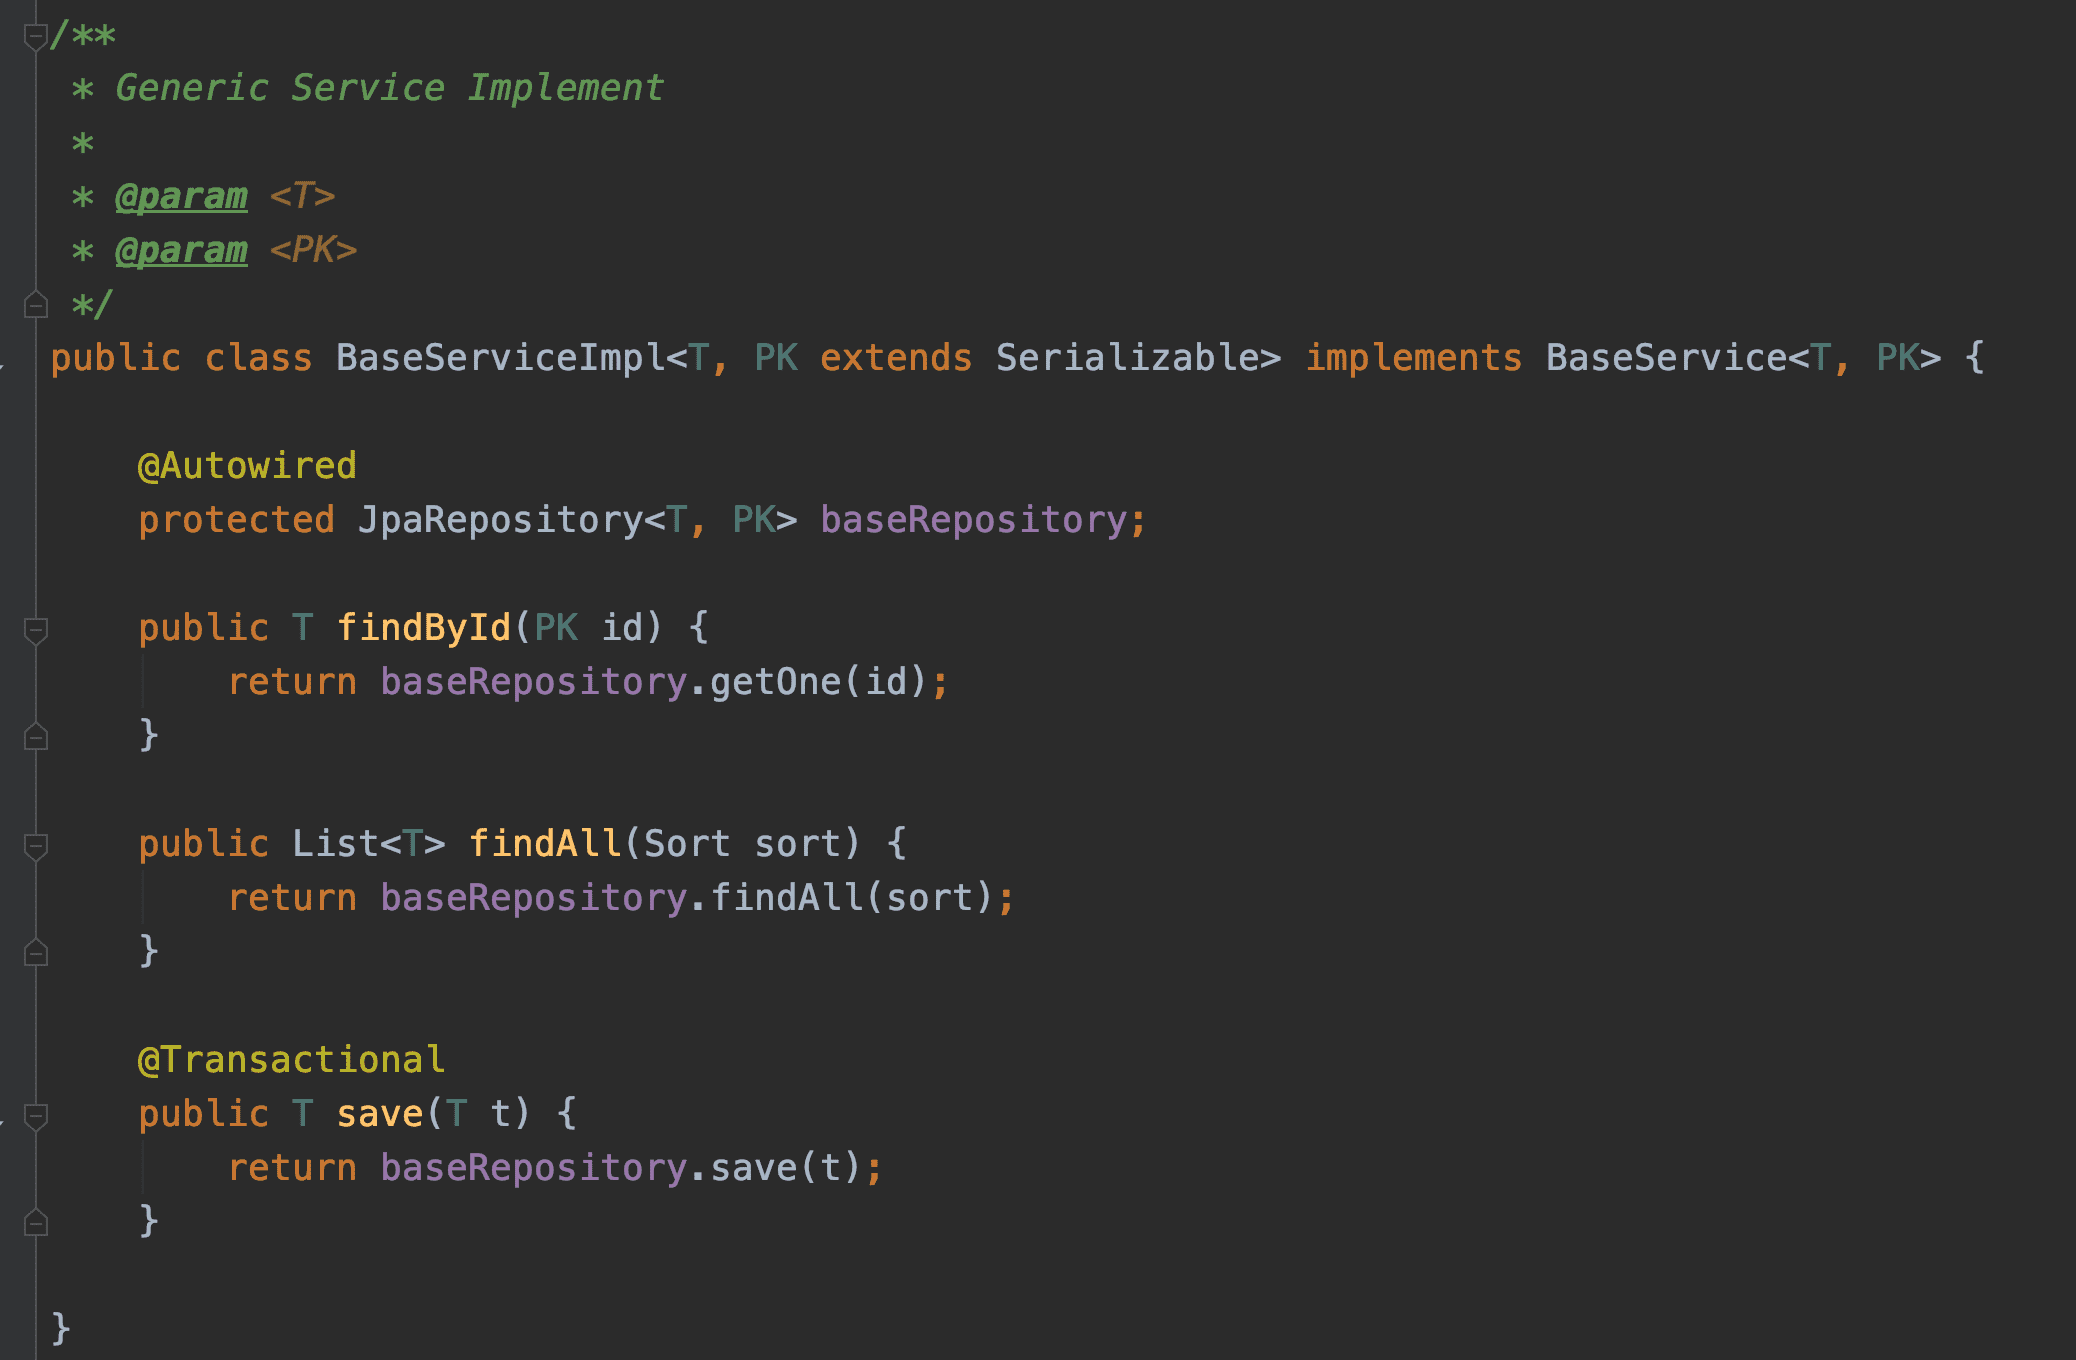 /**
 * Generic Service Implement
 *
 * @param <T>
 * @param <PK>
 */
public class BaseServiceImpl<T, PK extends Serializable> implements BaseService<T, PK> {
    @Autowired
    protected JpaRepository<T, PK> baseRepository;
    public T findById(PK id) {
        return baseRepository.getOne(id);
    }
    public List<T> findAll(Sort sort) {
        return baseRepository.findAll(sort);
    }
    @Transactional
    public T save(T t) {
        return baseRepository.save(t);
    }
}